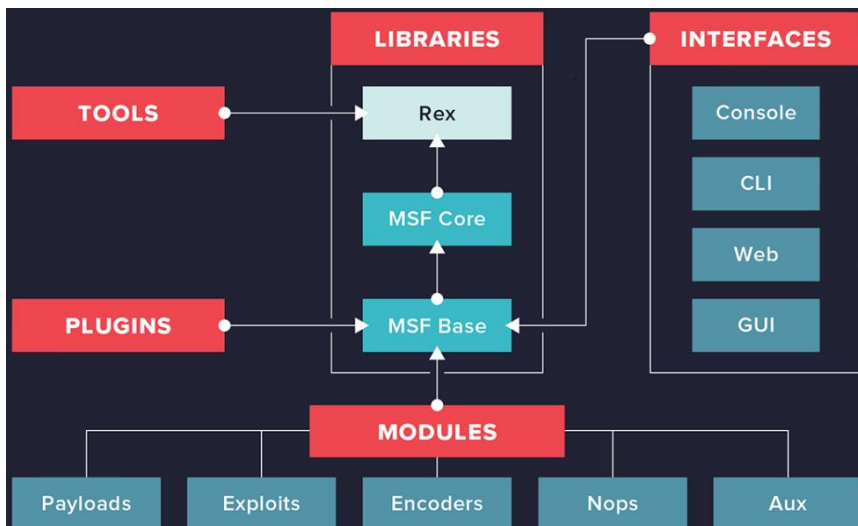 LIBRARIES
INTERFACES
TOOLS
Rex
Console
CLI
MSF Core
Web
PLUGINS
MSF Base
GUI
MODULES
Payloads
Exploits
Encoders
Nops
Aux